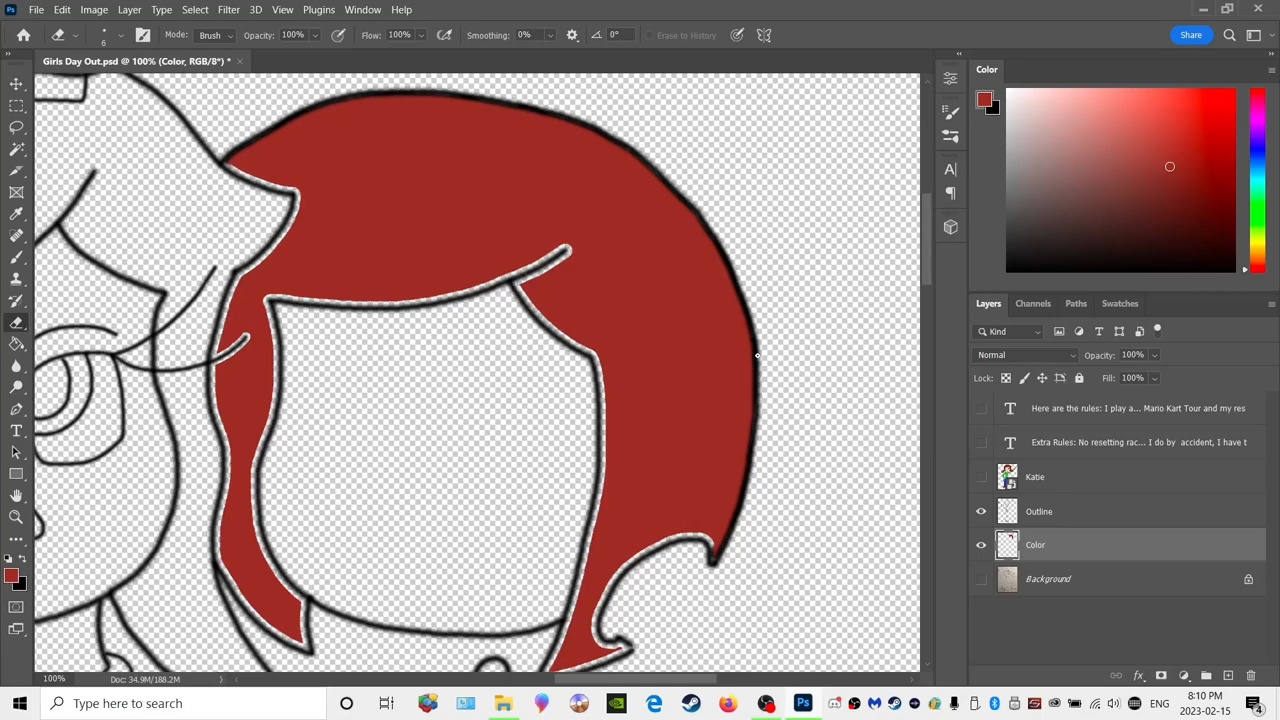 File Edit Image Layer Type Select Filter 3D View Plugins Window Help
6 Mode: Brush Opacity: 100% Flow: 100% Smoothing: 0% 0° Erase to History Share
Girls Day Out.psd @ 100% (Color, RGB/8*) *
Color
Layers Channels Paths Swatches
Kind
Normal Opacity: 100%
Lock: Fill: 100%
Here are the rules: I play a... Mario Kart Tour and my res
Extra Rules: No resetting rac... I do by accident, I have t
Katie
Outline
Color
Background
100% Doc: 34.9M/188.2M
Type here to search
ENG
8:10 PM
2023-02-15
4